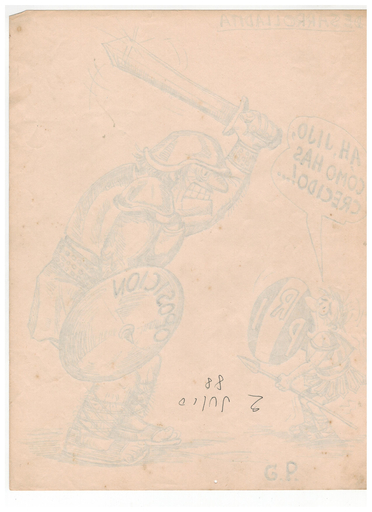 AH JIJO.
COMO HAS
CRECIDO!...
OPOSICION
2 JULIO
88